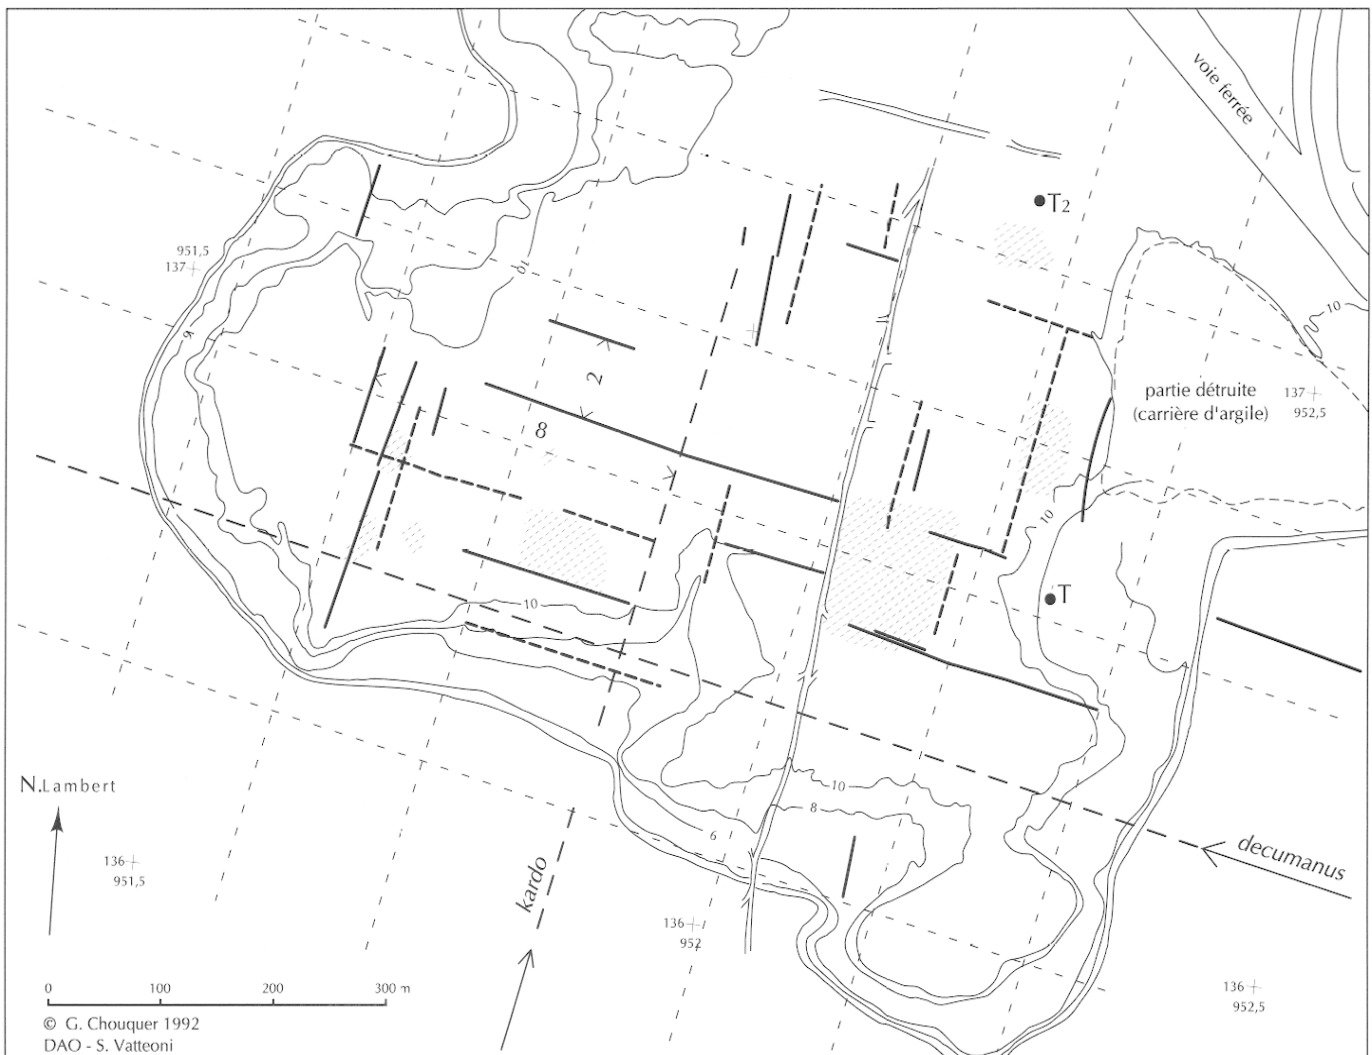 voie ferrée
T2
951,5
137
10
10
6
partie détruite
(carrière d'argile)
137
952,5
2
8
10
10
T
10
8
6
N.Lambert
decumanus
kardo
136
951,5
136
952
136
952,5
0 100 200 300 m
© G. Chouquer 1992
DAO - S. Vatteoni